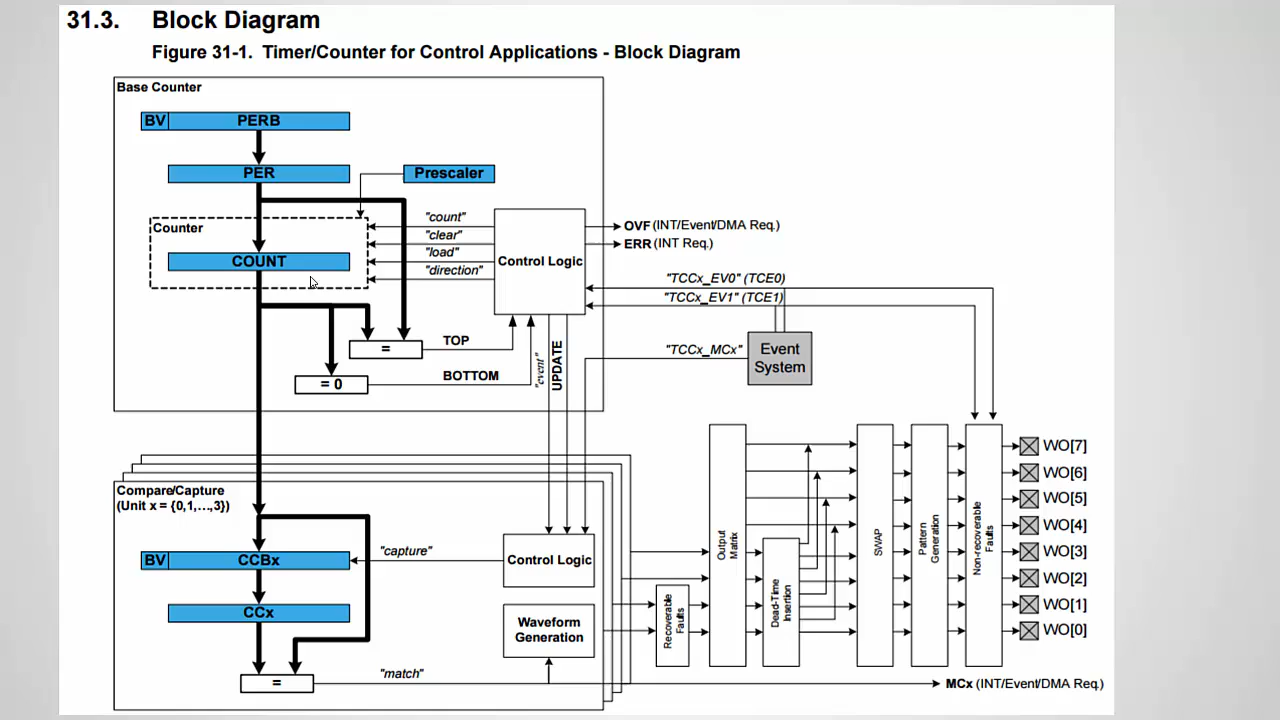 31.3. Block Diagram
Figure 31-1. Timer/Counter for Control Applications - Block Diagram
Base Counter
BV PERB
PER
Prescaler
Counter
COUNT
"count"
"clear"
"load"
"direction"
Control Logic
OVF (INT/Event/DMA Req.)
ERR (INT Req.)
"TCCx_EV0" (TCE0)
"TCCx_EV1" (TCE1)
"TCCx_MCx"
Event
System
=
TOP
= 0
BOTTOM
"event"
UPDATE
Compare/Capture
(Unit x = {0,1,…,3})
BV CCBx
"capture"
Control Logic
CCx
Waveform
Generation
=
"match"
Recoverable
Faults
Output
Matrix
Dead-Time
Insertion
SWAP
Pattern
Generation
Non-recoverable
Faults
WO[7]
WO[6]
WO[5]
WO[4]
WO[3]
WO[2]
WO[1]
WO[0]
MCx (INT/Event/DMA Req.)